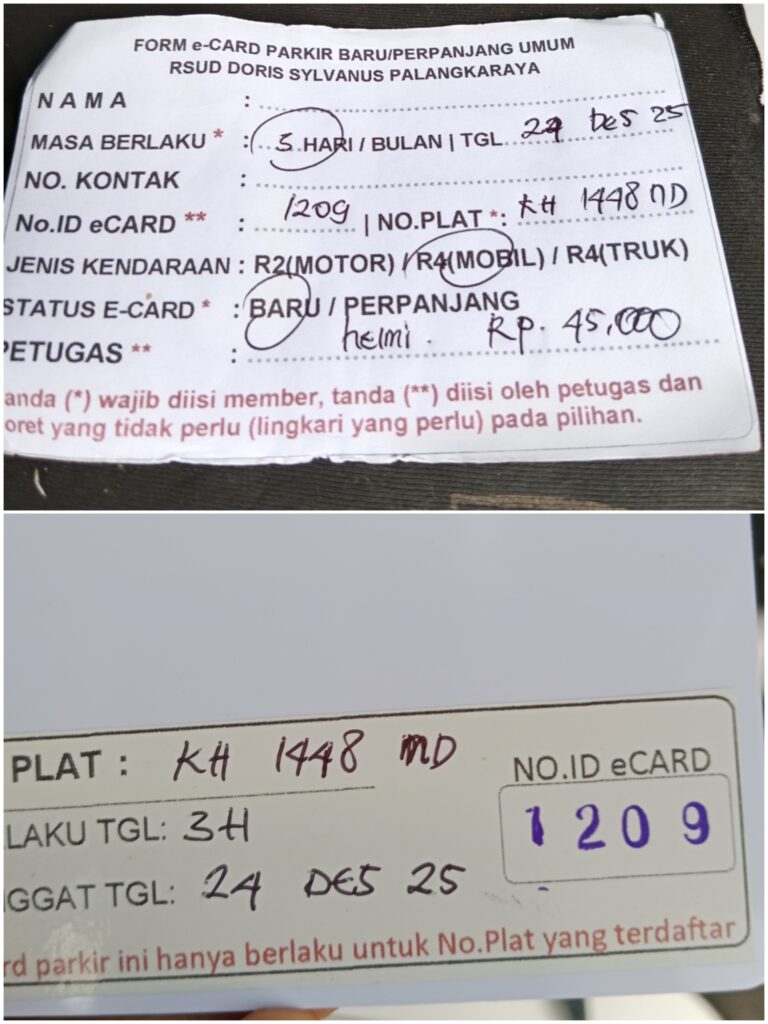 FORM e-CARD PARKIR BARU/PERPANJANG UMUM
RSUD DORIS SYLVANUS PALANGKARAYA
NAMA :
MASA BERLAKU * : 3 HARI / BULAN | TGL 24 Des 25
NO. KONTAK :
No.ID eCARD ** : 1209 | NO.PLAT *: KH 1448 MD
JENIS KENDARAAN : R2(MOTOR) / R4(MOBIL) / R4(TRUK)
STATUS E-CARD * : BARU / PERPANJANG
PETUGAS ** : helmi. RP. 45.000
anda (*) wajib diisi member, tanda (**) diisi oleh petugas dan
oret yang tidak perlu (lingkari yang perlu) pada pilihan.
PLAT : KH 1448 MD
NO.ID eCARD
LAKU TGL: 3H
1209
GGAT TGL: 24 DES 25
rd parkir ini hanya berlaku untuk No.Plat yang terdaftar